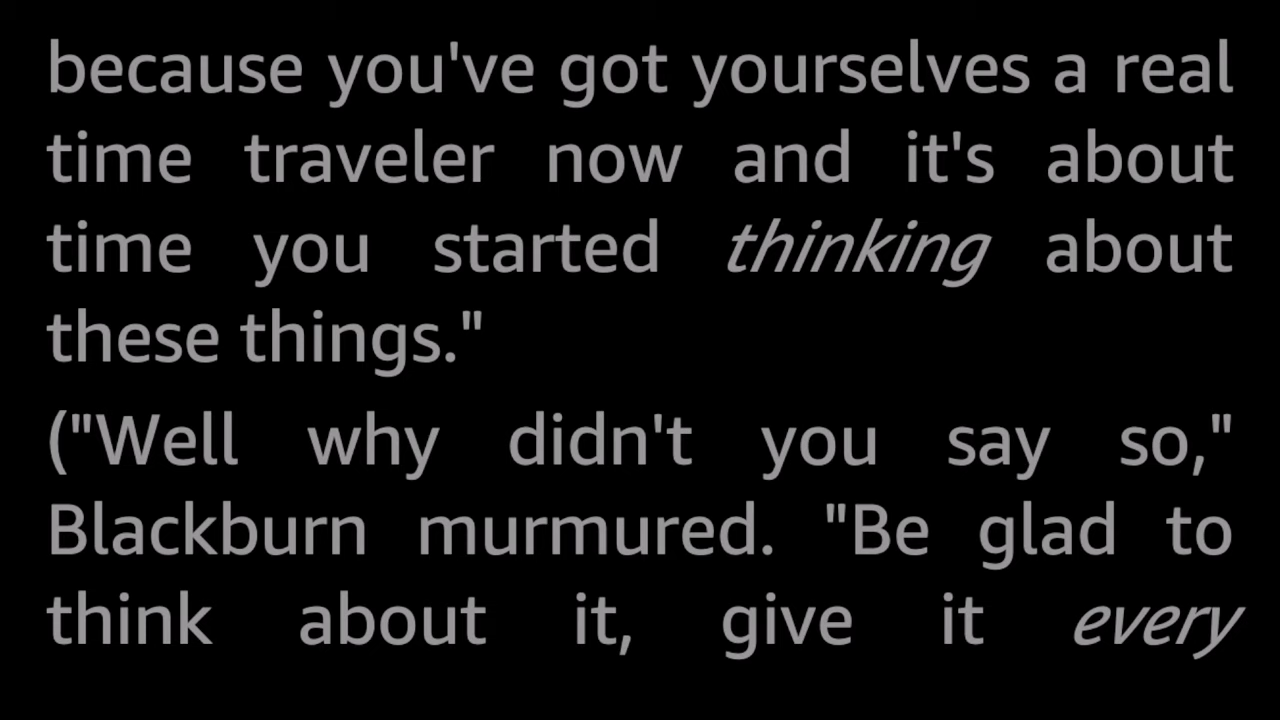 because you've got yourselves a real
time traveler now and it's about
time you started thinking about
these things."
("Well why didn't you say so,"
Blackburn murmured. "Be glad to
think about it, give it every